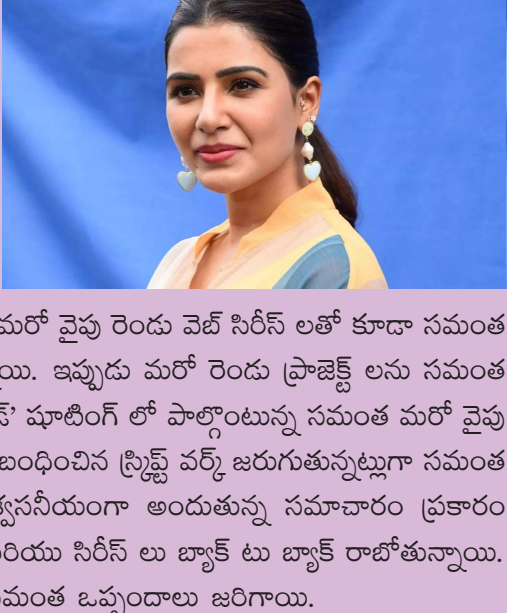 మరో వైపు రెండు వెబ్ సిరీస్ లతో కూడా సమంత
ఇప్పుడు మరో రెండు ప్రాజెక్ట్ లను సమంత
షూటింగ్ లో పాల్గొంటున్న సమంత మరో వైపు
స్క్రిప్ట్ వర్క్ జరుగుతున్నట్లుగా సమంత
అందుతున్న సమాచారం ప్రకారం
సిరీస్ లు బ్యాక్ టు బ్యాక్ రాబోతున్నాయి.
ఒప్పందాలు జరిగాయి.